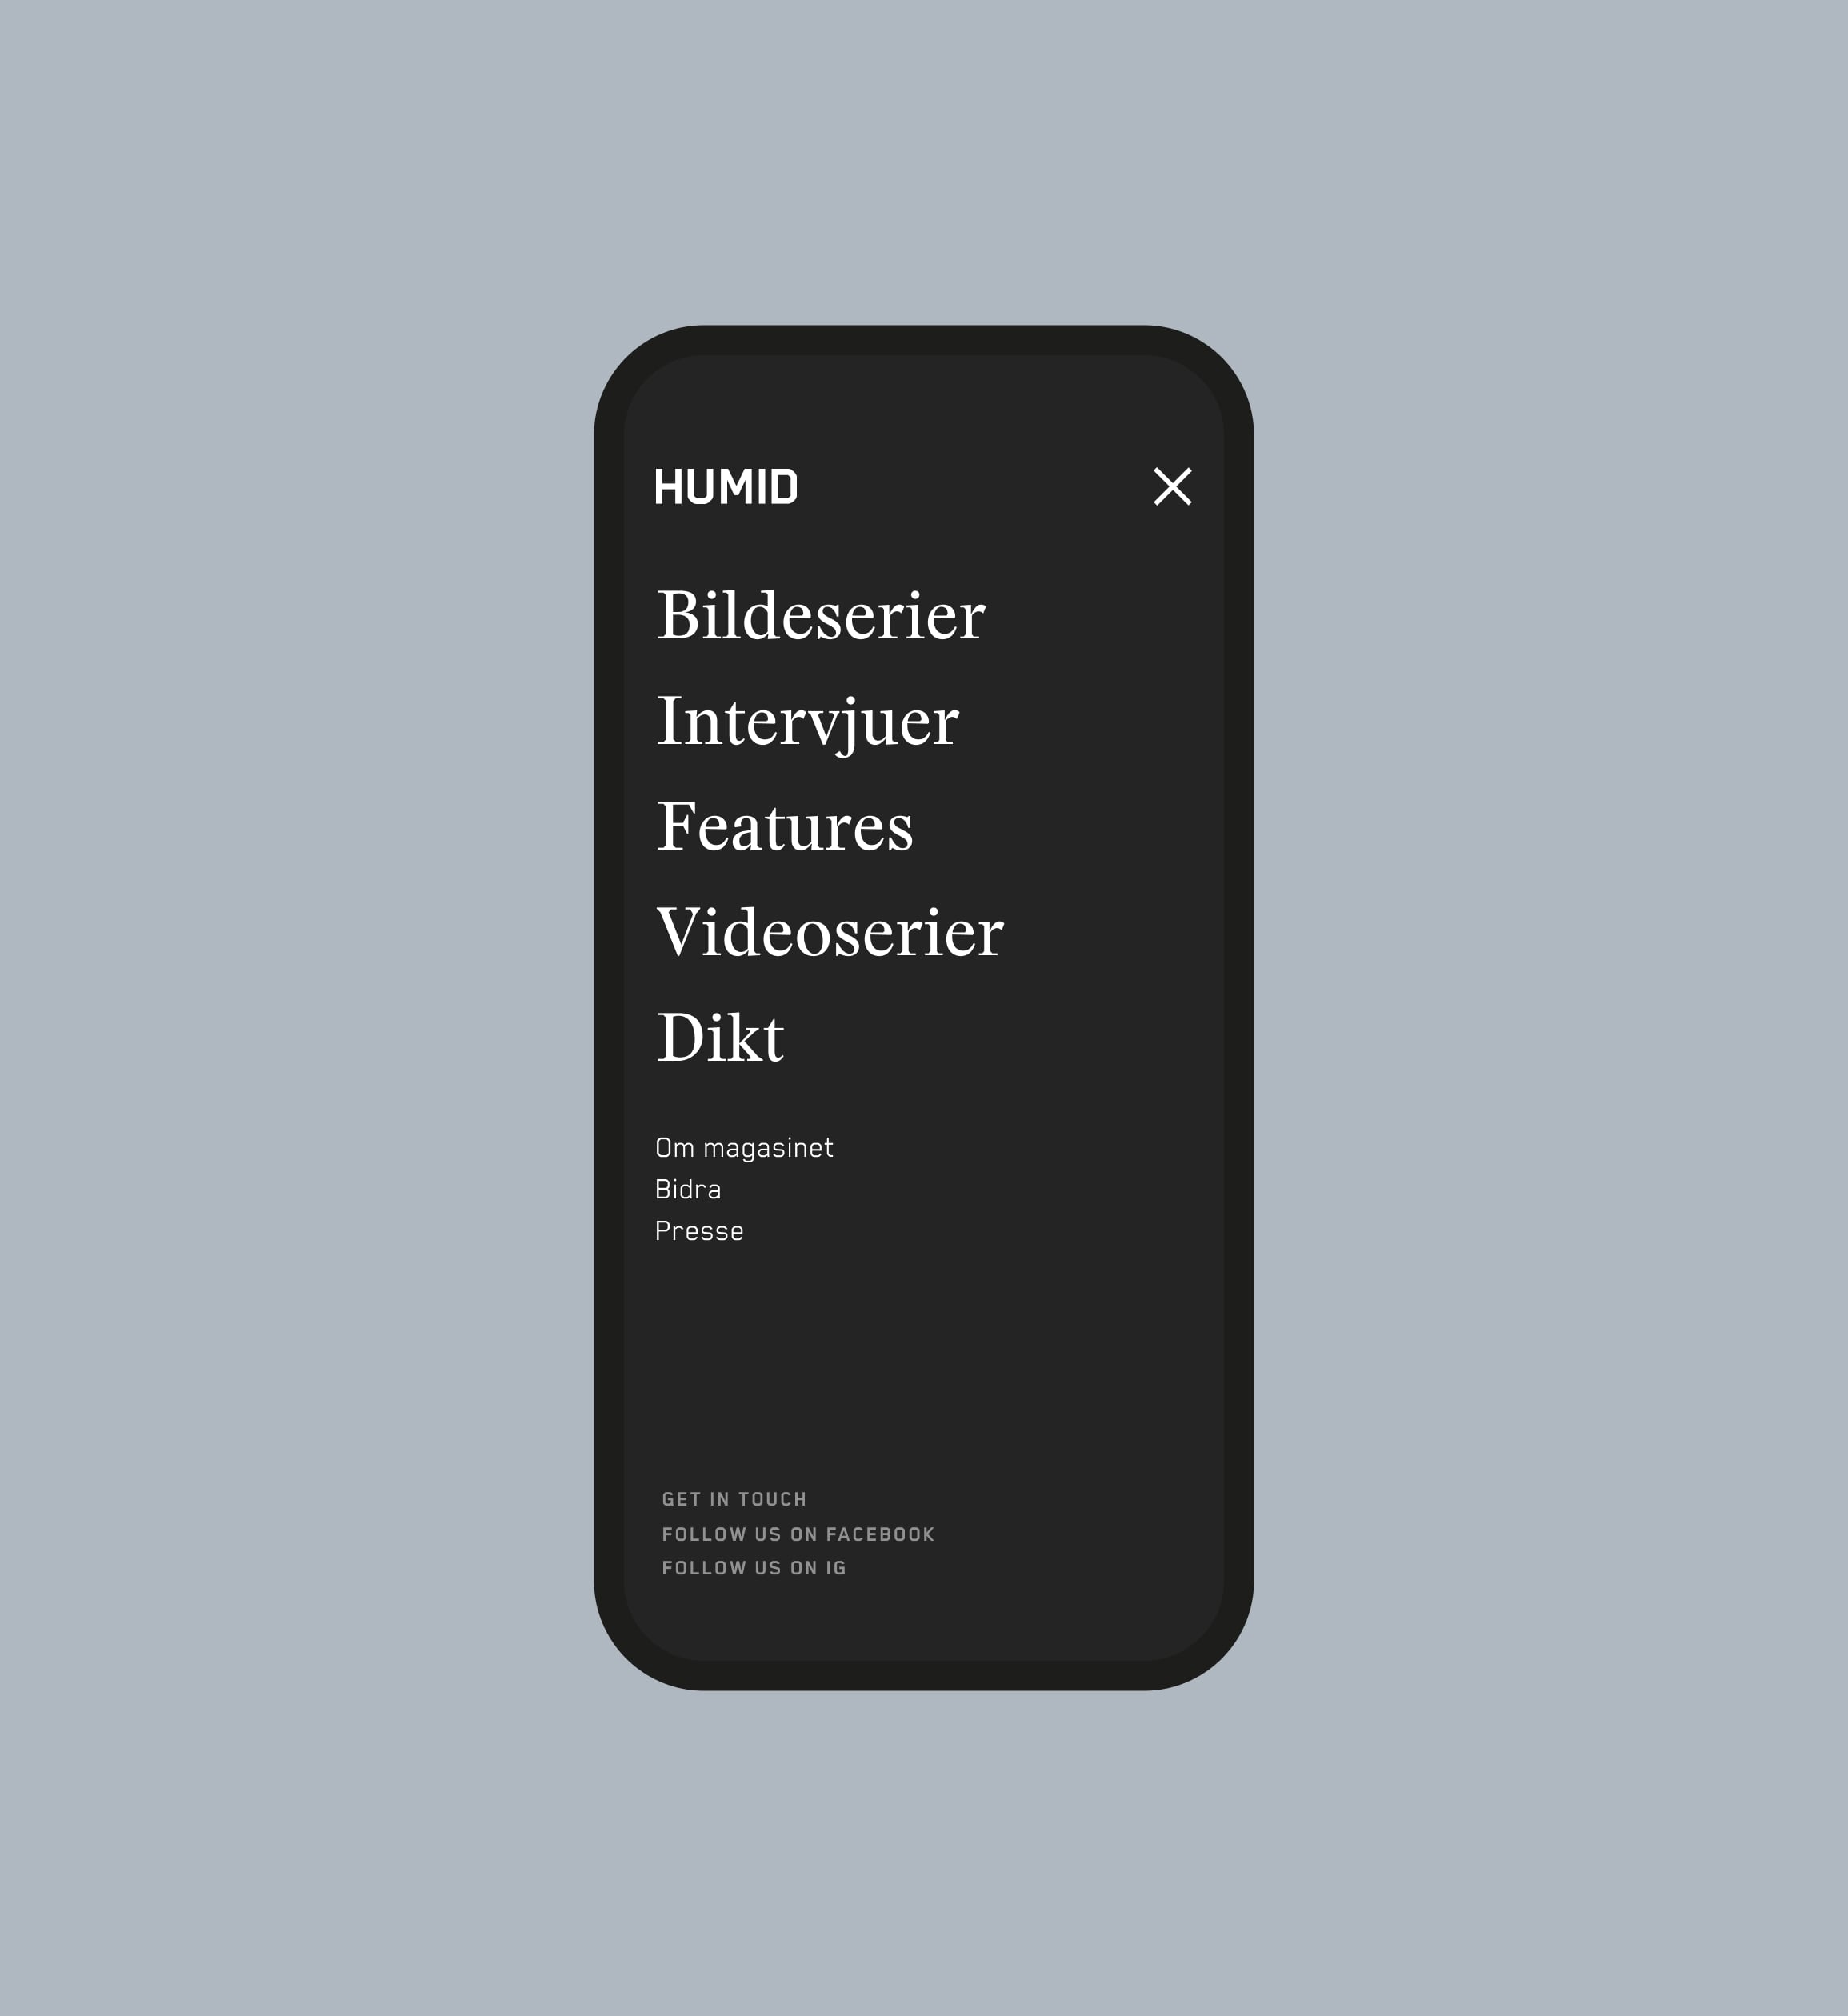 HUMID
Bildeserier
Intervjuer
Features
Videoserier
Dikt
Om magasinet
Bidra
Presse
GET IN TOUCH
FOLLOW US ON FACEBOOK
FOLLOW US ON IG